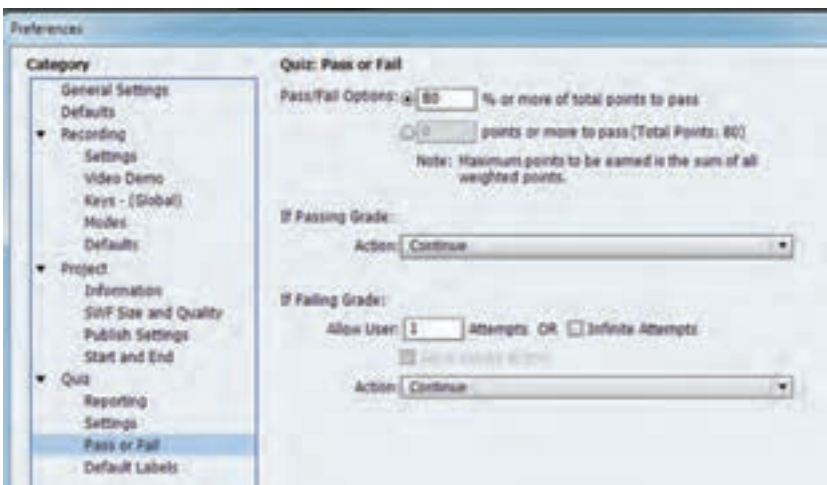 Preferences
Category
General Settings
Defaults
Recording
Settings
Video Demo
Keys - (Global)
Modes
Defaults
Project
Information
SWF Size and Quality
Publish Settings
Start and End
Quiz
Reporting
Settings
Pass or Fail
Default Labels
Quiz: Pass or Fail
Pass/Fail Options: 80 % or more of total points to pass
0 points or more to pass (Total Points: 80)
Note: Maximum points to be earned is the sum of all
weighted points.
If Passing Grade:
Action: Continue
If Failing Grade:
Allow User: 1 Attempts OR Infinite Attempts
Action: Continue